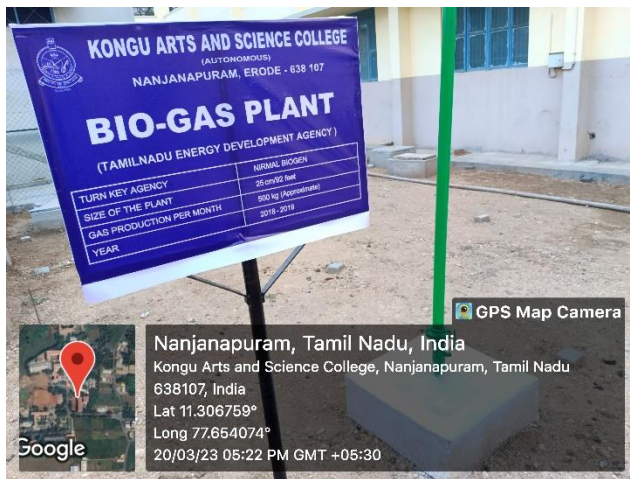 KONGU ARTS AND SCIENCE COLLEGE
(AUTONOMOUS)
NANJANAPURAM, ERODE - 638 107
BIO-GAS PLANT
(TAMILNADU ENERGY DEVELOPMENT AGENCY)
TURN KEY AGENCY NIRMAL BIOGEN
SIZE OF THE PLANT 25 cm/92 feet
GAS PRODUCTION PER MONTH 500 kg (Approximate)
YEAR 2018 - 2019
GPS Map Camera
Nanjanapuram, Tamil Nadu, India
Kongu Arts and Science College, Nanjanapuram, Tamil Nadu
638107, India
Lat 11.306759°
Long 77.654074°
20/03/23 05:22 PM GMT +05:30
Google